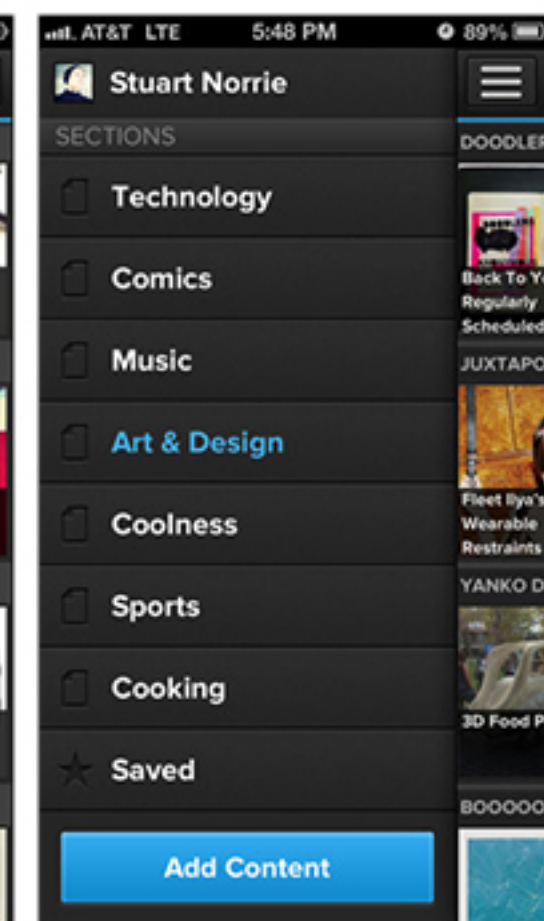 AT&T LTE 5:48 PM 89%
Stuart Norrie
SECTIONS
Technology
Comics
Music
Art & Design
Coolness
Sports
Cooking
Saved
Add Content
DOODLER
Back To Yo
Regularly
Scheduled
JUXTAPO
Fleet Ilya's
Wearable
Restraints
YANKO D
3D Food P
BOOOOO